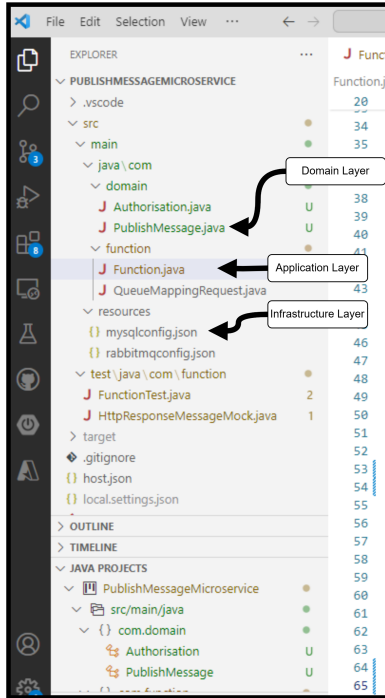 File Edit Selection View ...
EXPLORER ... J Func
PUBLISHMESSAGEMICROSERVICE Function.j
> .vscode 20
src 34
main 35
java\com
Domain Layer
domain
J Authorisation.java U 38
J PublishMessage.java U 39
40
function 41
J Function.java Application Layer
J QueueMappingRequest.java 43
resources
Infrastructure Layer
{} mysqlconfig.json
{} rabbitmqconfig.json 46
test\java\com\function 47
J FunctionTest.java 2 48
49
J HttpResponseMessageMock.java 1 50
> target 51
.gitignore 52
{} host.json 53
{} local.settings.json 54
55
> OUTLINE 56
> TIMELINE 57
JAVA PROJECTS 58
PublishMessageMicroservice 59
60
src/main/java 61
{} com.domain 62
Authorisation U 63
PublishMessage U 64
65
3
8